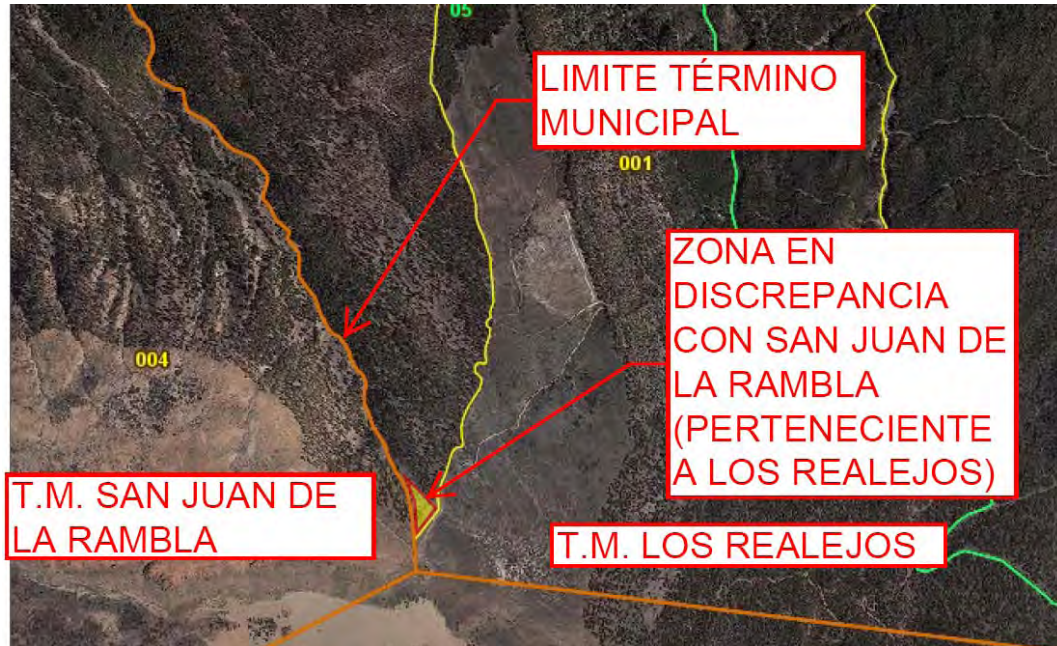 05
LIMITE TÉRMINO
MUNICIPAL
001
ZONA EN
DISCREPANCIA
CON SAN JUAN DE
LA RAMBLA
(PERTENECIENTE
A LOS REALEJOS)
004
T.M. SAN JUAN DE
LA RAMBLA
T.M. LOS REALEJOS